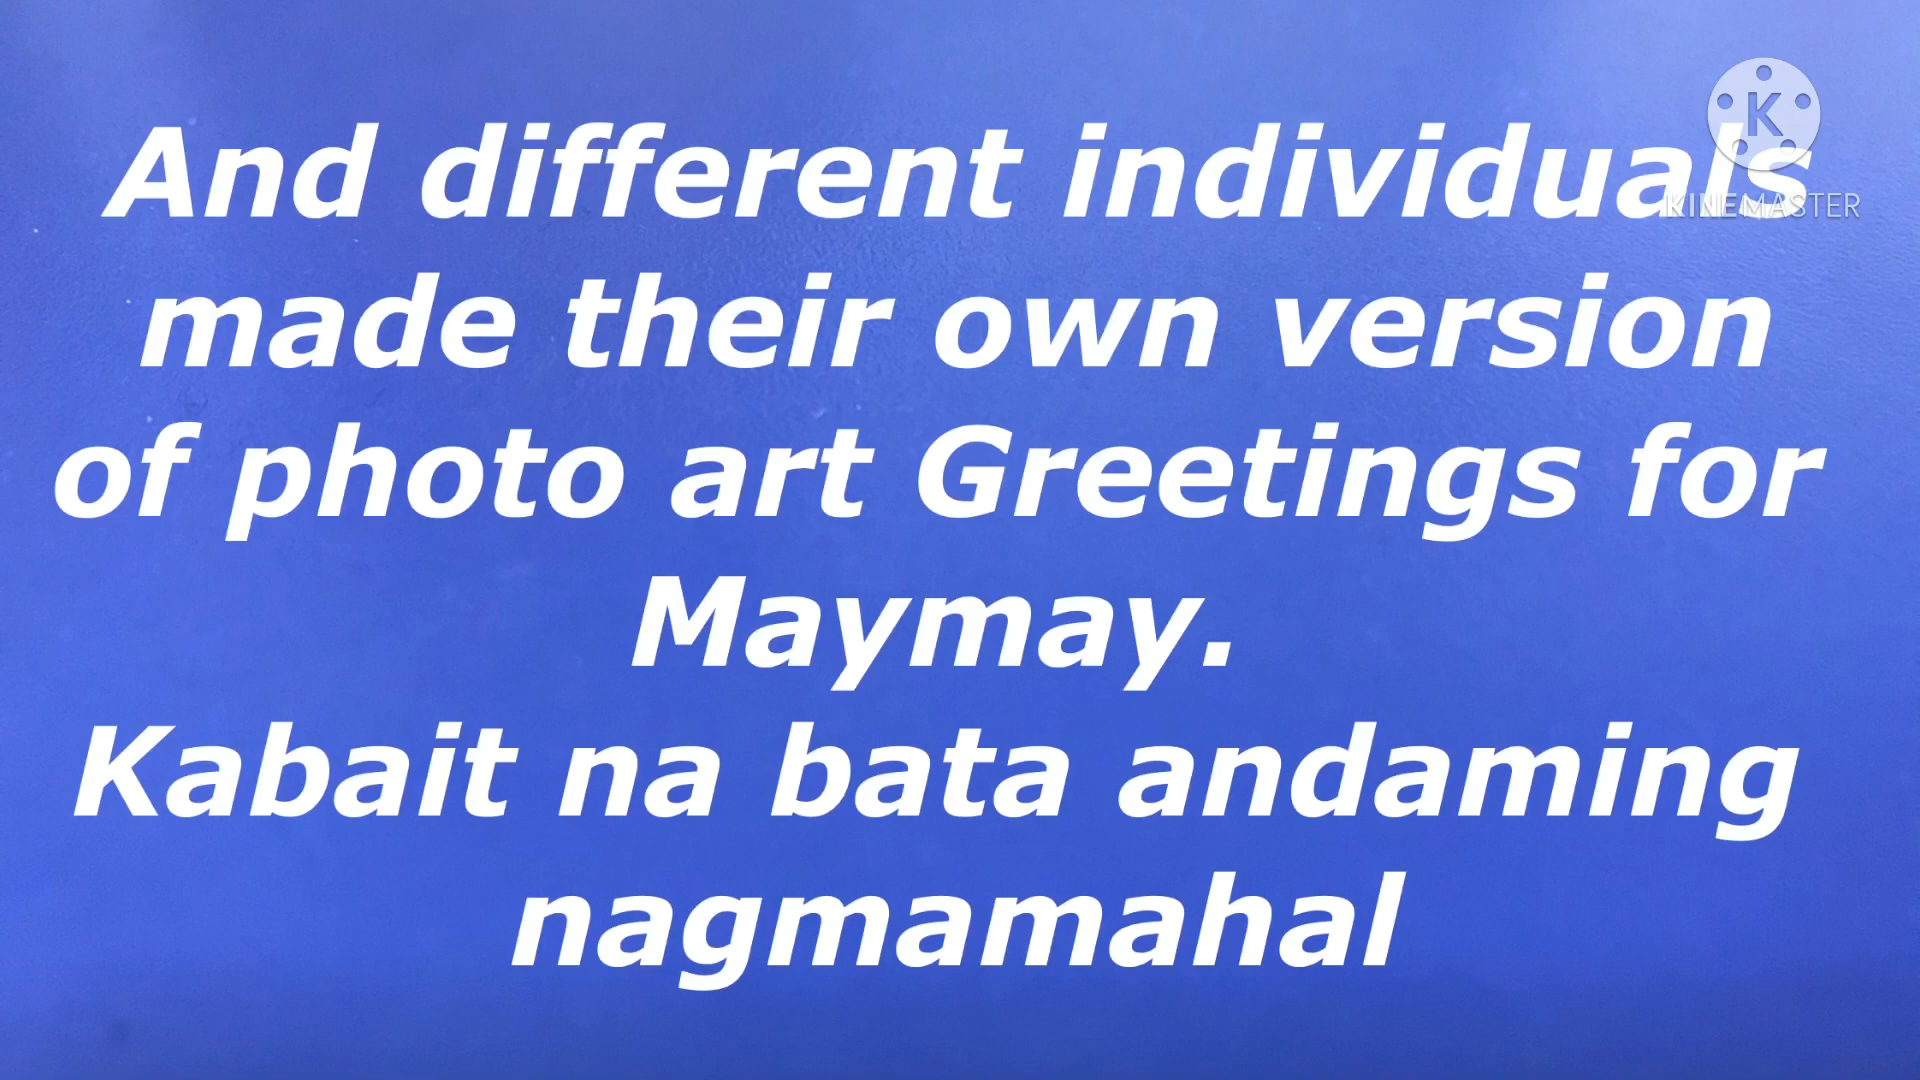 And different individuals
made their own version
of photo art Greetings for
Maymay.
Kabait na bata andaming
nagmamahal
K
KINEMASTER